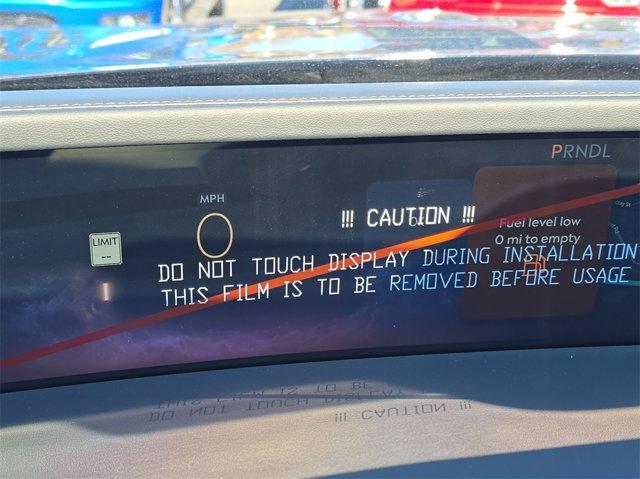 PRNDL
MPH
0
!!! CAUTION !!!
LIMIT
--
Fuel level low
0 mi to empty
DO NOT TOUCH DISPLAY DURING INSTALLATION
THIS FILM IS TO BE REMOVED BEFORE USAGE